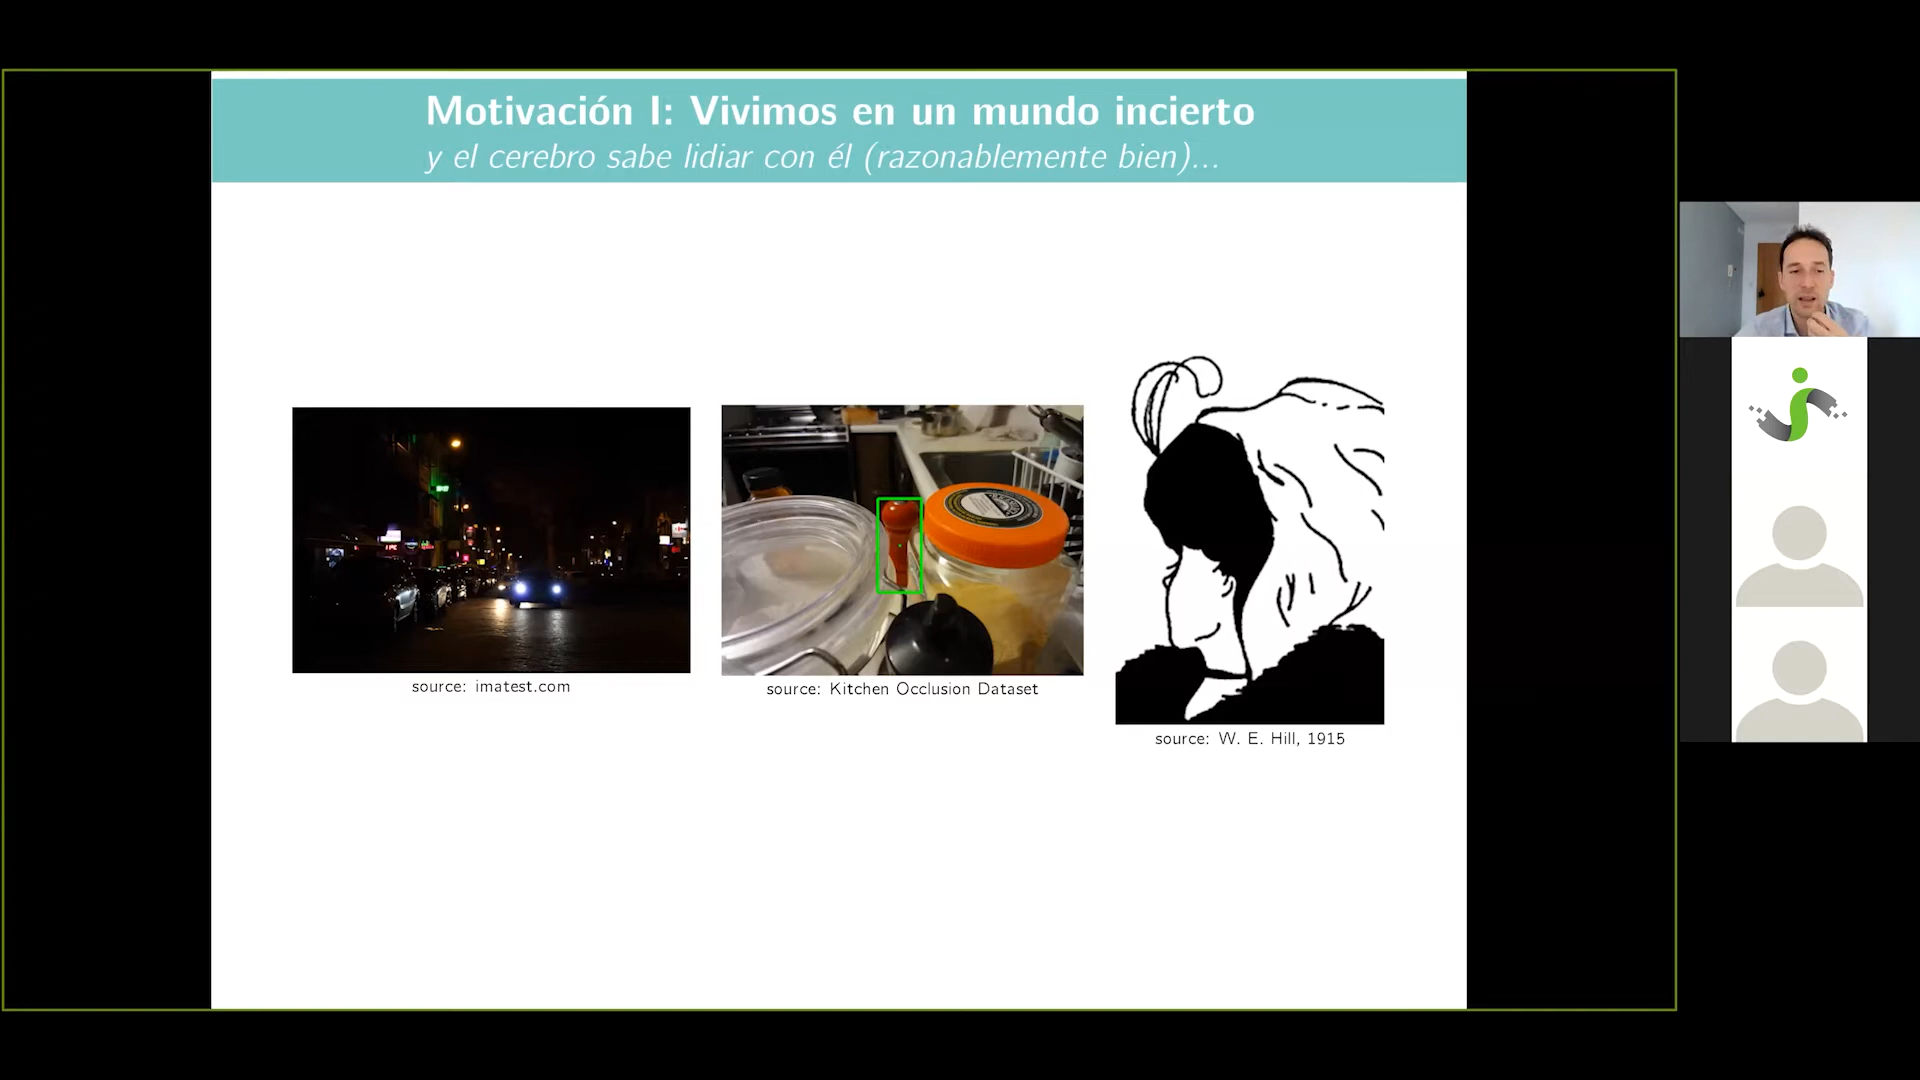 Motivación I: Vivimos en un mundo incierto
y el cerebro sabe lidiar con él (razonablemente bien)...
source: imatest.com
source: Kitchen Occlusion Dataset
source: W. E. Hill, 1915